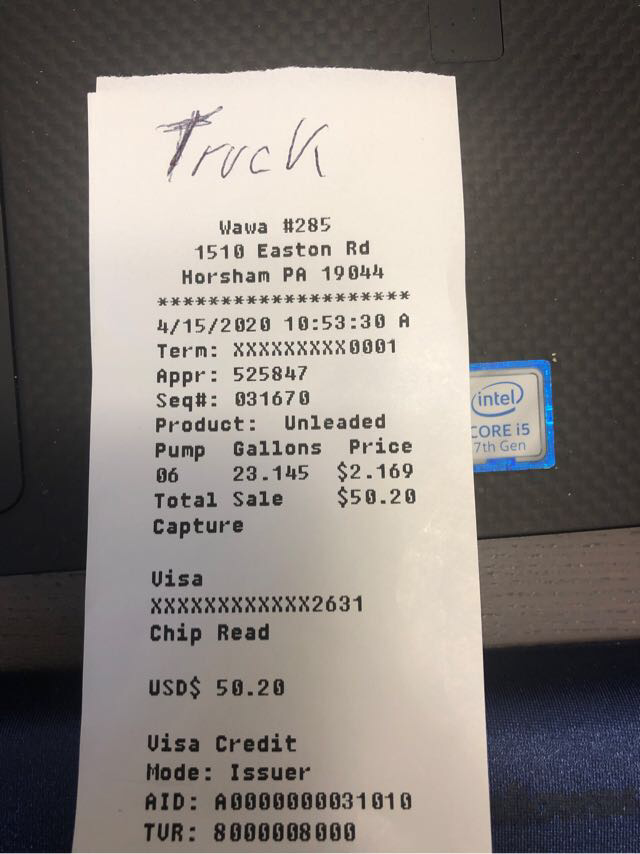 Truck
Wawa #285
1510 Easton Rd
Horsham PA 19044
********************
4/15/2020 10:53:30 A
Term: XXXXXXXXX0001
Appr: 525847
Seq#: 031670
Product: Unleaded
Pump Gallons Price
06 23.145 $2.169
Total Sale $50.20
Capture
Visa
XXXXXXXXXXXX2631
Chip Read
USD$ 50.20
Visa Credit
Mode: Issuer
AID: A0000000031010
TVR: 8000008000
intel
CORE i5
7th Gen